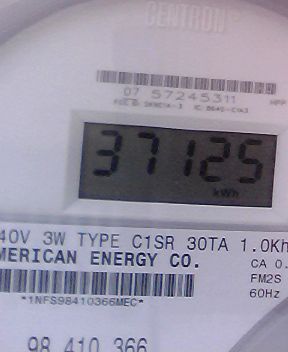 CENTRON
07 57245311
37125
kWh
40V 3W TYPE C1SR 30TA 1.0Kh
MERICAN ENERGY CO.
CA 0.
FM2S
60Hz
*1NFS98410366MEC*
98 410 366